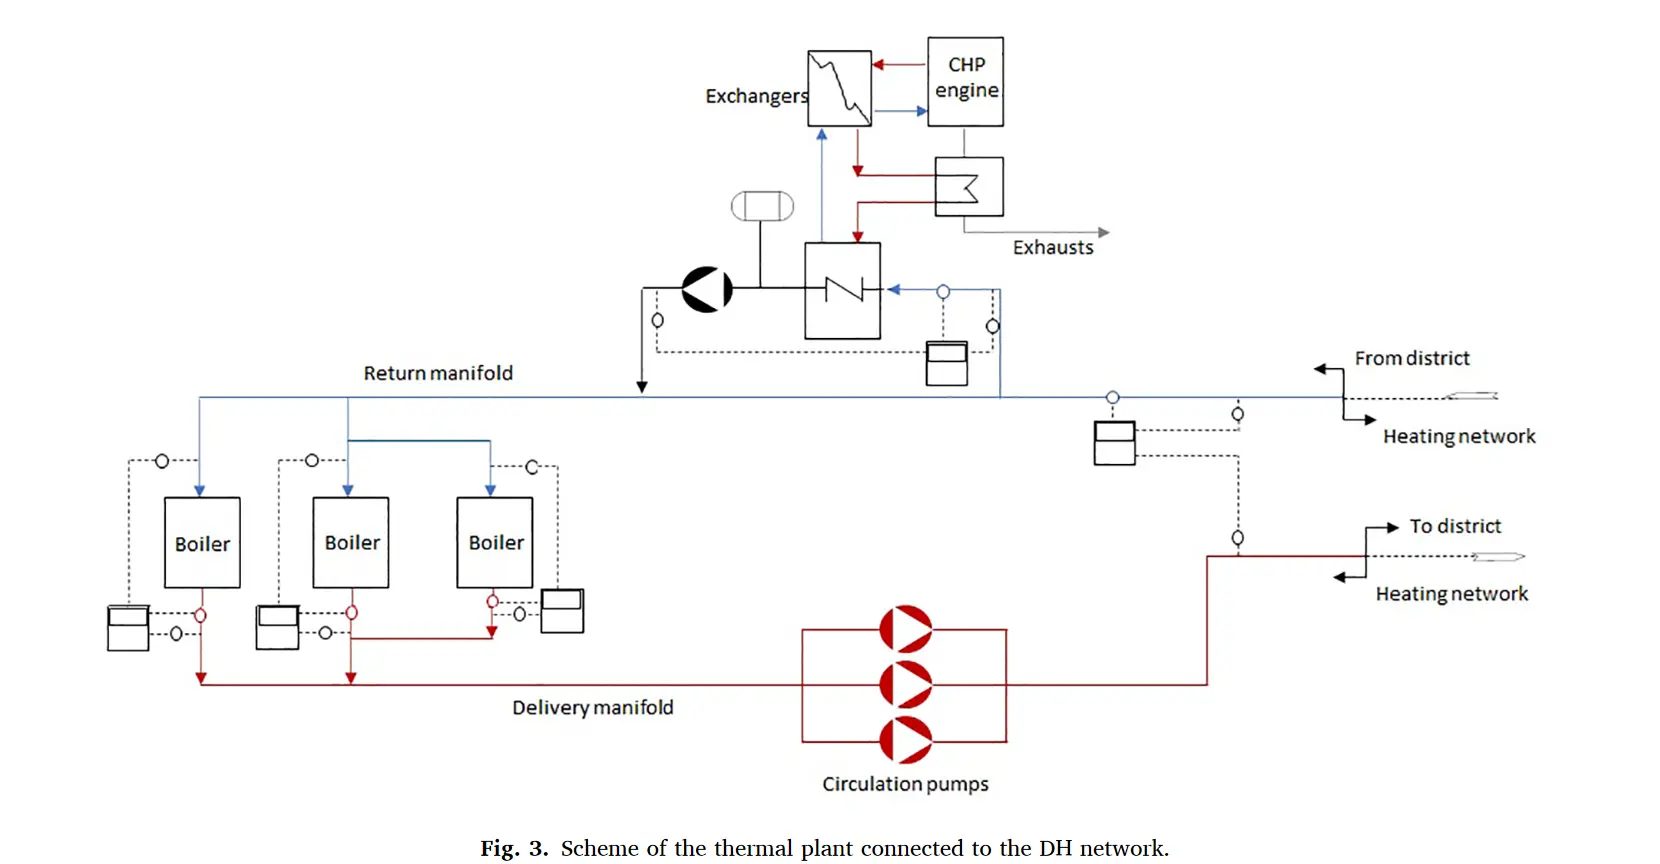 CHP
engine
Exchangers
Exhausts
Return manifold
From district
Heating network
Boiler
Boiler
Boiler
To district
Heating network
Delivery manifold
Circulation pumps
Fig. 3. Scheme of the thermal plant connected to the DH network.